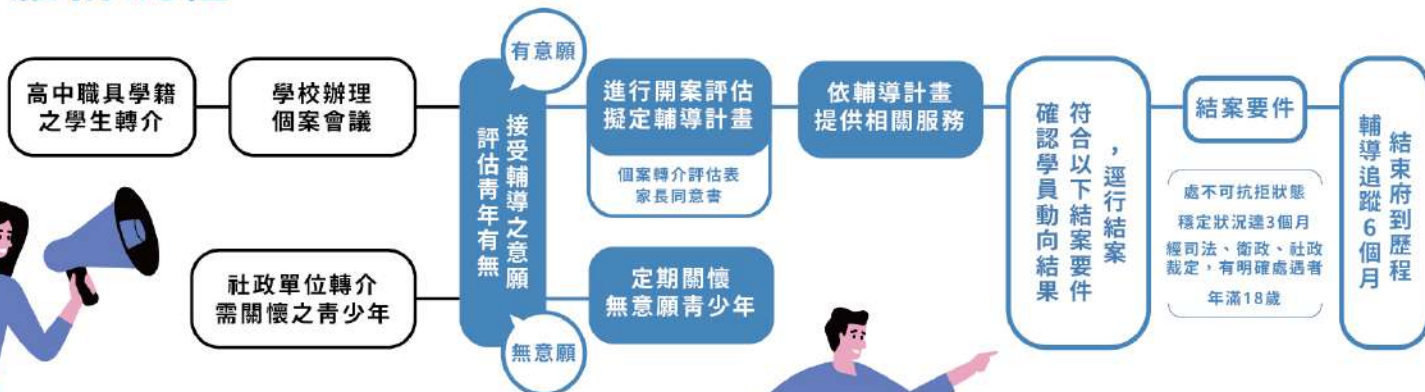 高中職具學籍
之學生轉介
學校辦理
個案會議
社政單位轉介
需關懷之青少年
評估青年有無
接受輔導之意願
有意願
無意願
進行開案評估
擬定輔導計畫
個案轉介評估表
家長同意書
定期關懷
無意願青少年
依輔導計畫
提供相關服務
確認學員動向結果
符合以下結案要件
，逕行結案
結案要件
處不可抗拒狀態
穩定狀況達3個月
經司法、衛政、社政
裁定，有明確處遇者
年滿18歲
輔導追蹤6個月
結束府到歷程